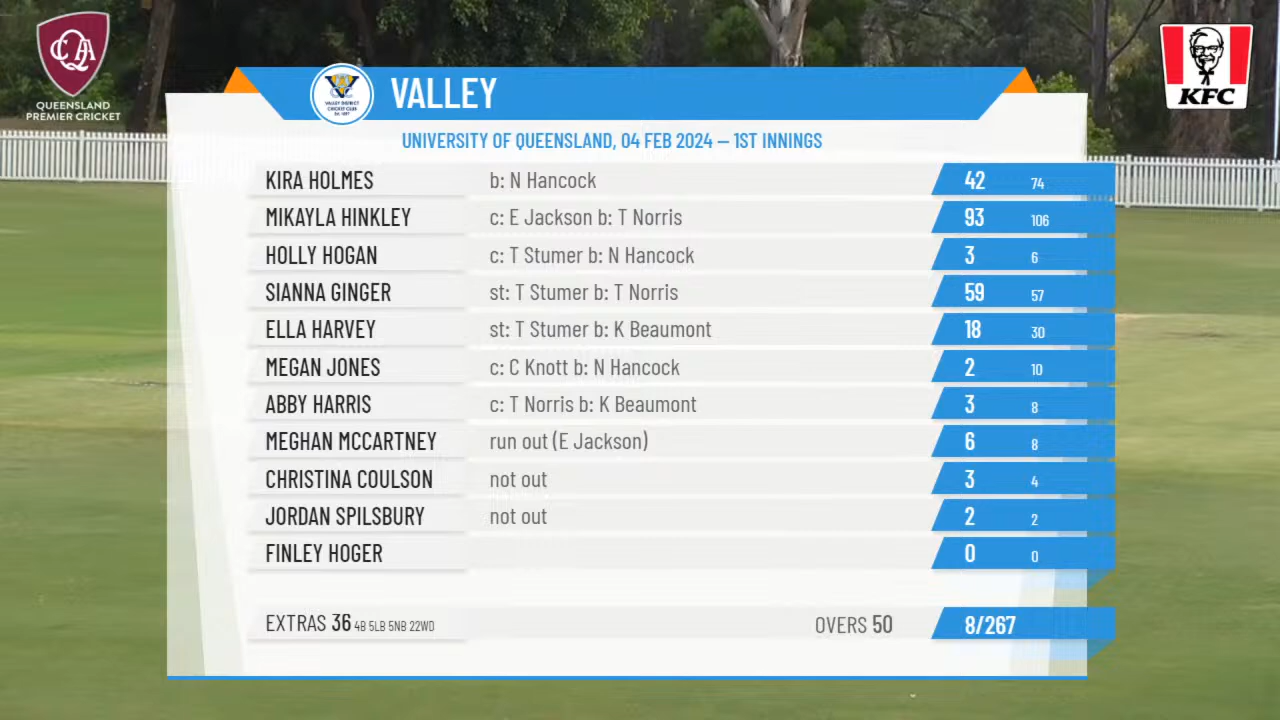 QUEENSLAND
PREMIER CRICKET
KFC
VALLEY DISTRICT
CRICKET CLUB
VALLEY
UNIVERSITY OF QUEENSLAND, 04 FEB 2024 – 1ST INNINGS
KIRA HOLMES b: N Hancock 42 74
MIKAYLA HINKLEY c: E Jackson b: T Norris 93 106
HOLLY HOGAN c: T Stumer b: N Hancock 3 6
SIANNA GINGER st: T Stumer b: T Norris 59 57
ELLA HARVEY st: T Stumer b: K Beaumont 18 30
MEGAN JONES c: C Knott b: N Hancock 2 10
ABBY HARRIS c: T Norris b: K Beaumont 3 8
MEGHAN MCCARTNEY run out (E Jackson) 6 8
CHRISTINA COULSON not out 3 4
JORDAN SPILSBURY not out 2 2
FINLEY HOGER 0 0
EXTRAS 36 4B 5LB 5NB 22WD OVERS 50 8/267